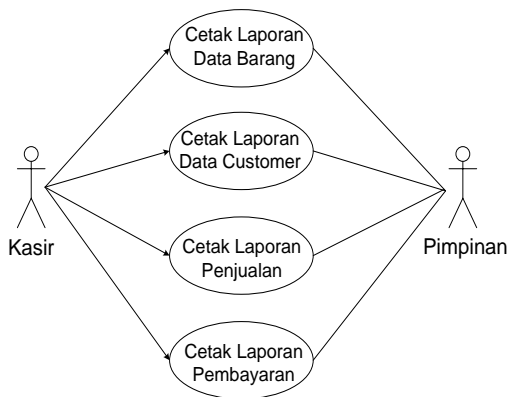 Cetak Laporan
Data Barang
Cetak Laporan
Data Customer
Kasir
Pimpinan
Cetak Laporan
Penjualan
Cetak Laporan
Pembayaran